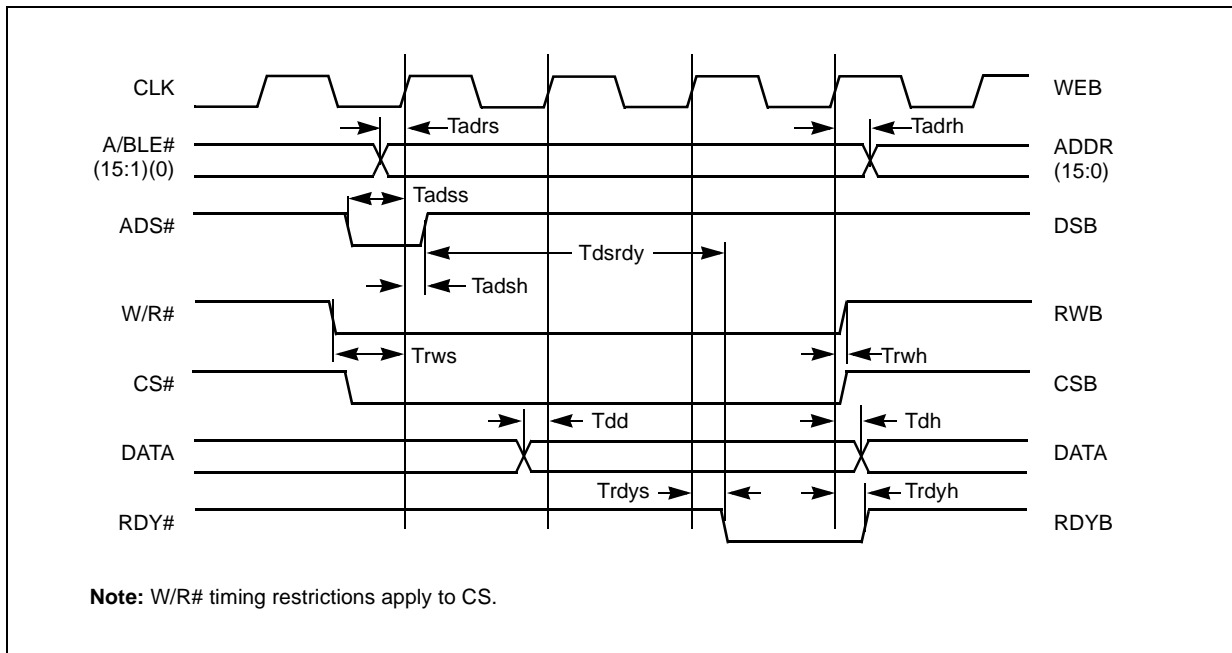 CLK
WEB
Tadrs
Tadrh
A/BLE#
(15:1)(0)
ADDR
(15:0)
Tadss
ADS#
DSB
Tdsrdy
Tadsh
W/R#
RWB
Trws
Trwh
CS#
CSB
Tdd
Tdh
DATA
DATA
Trdys
Trdyh
RDY#
RDYB
Note: W/R# timing restrictions apply to CS.